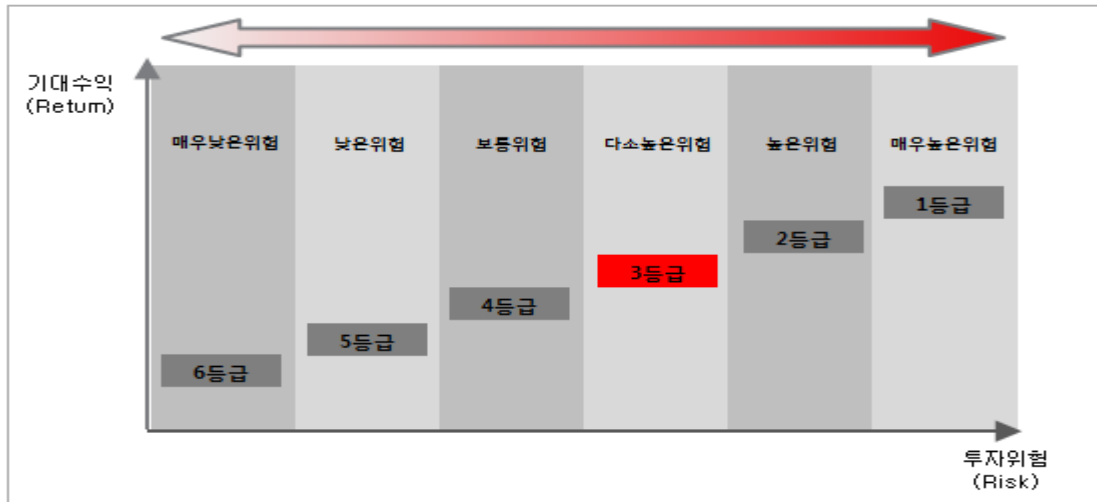 기대수익
(Retum)
매우낮은위험
낮은위험
보통위험
다소높은위험
높은위험
매우높은위험
1등급
2등급
3등급
4등급
5등급
6등급
투자위험
(Risk)